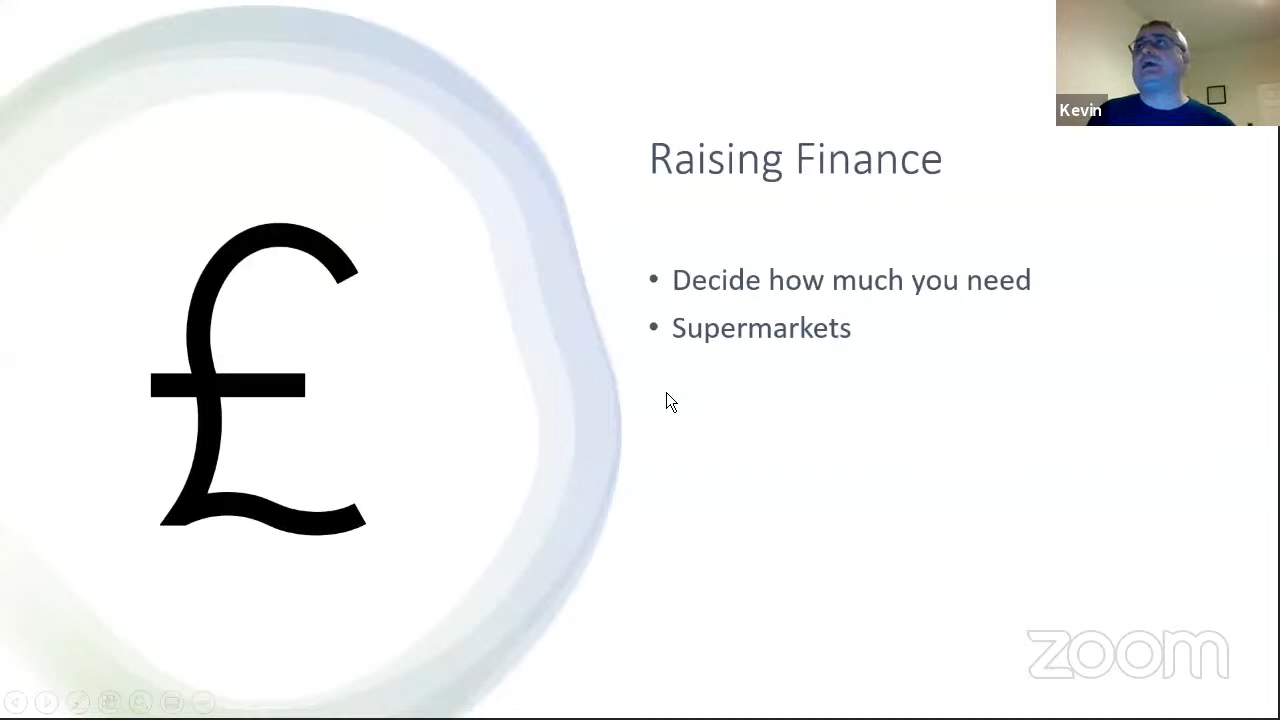 Kevin
Raising Finance
• Decide how much you need
• Supermarkets
£
zoom